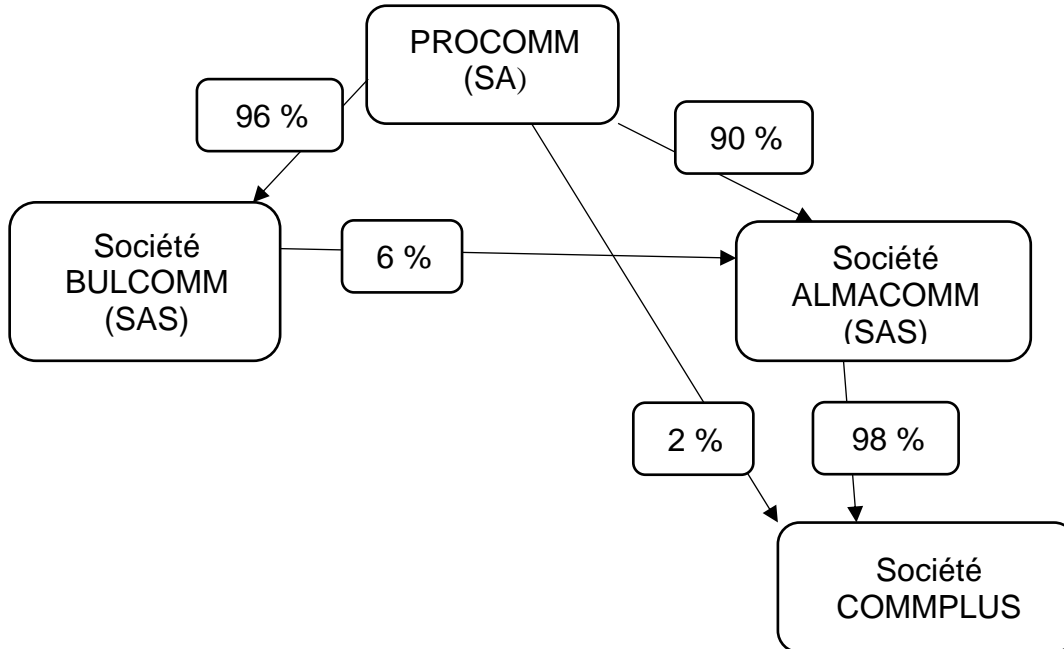 PROCOMM
(SA)
96 %
90 %
Société
BULCOMM
(SAS)
6 %
Société
ALMACOMM
(SAS)
2 %
98 %
Société
COMMPLUS